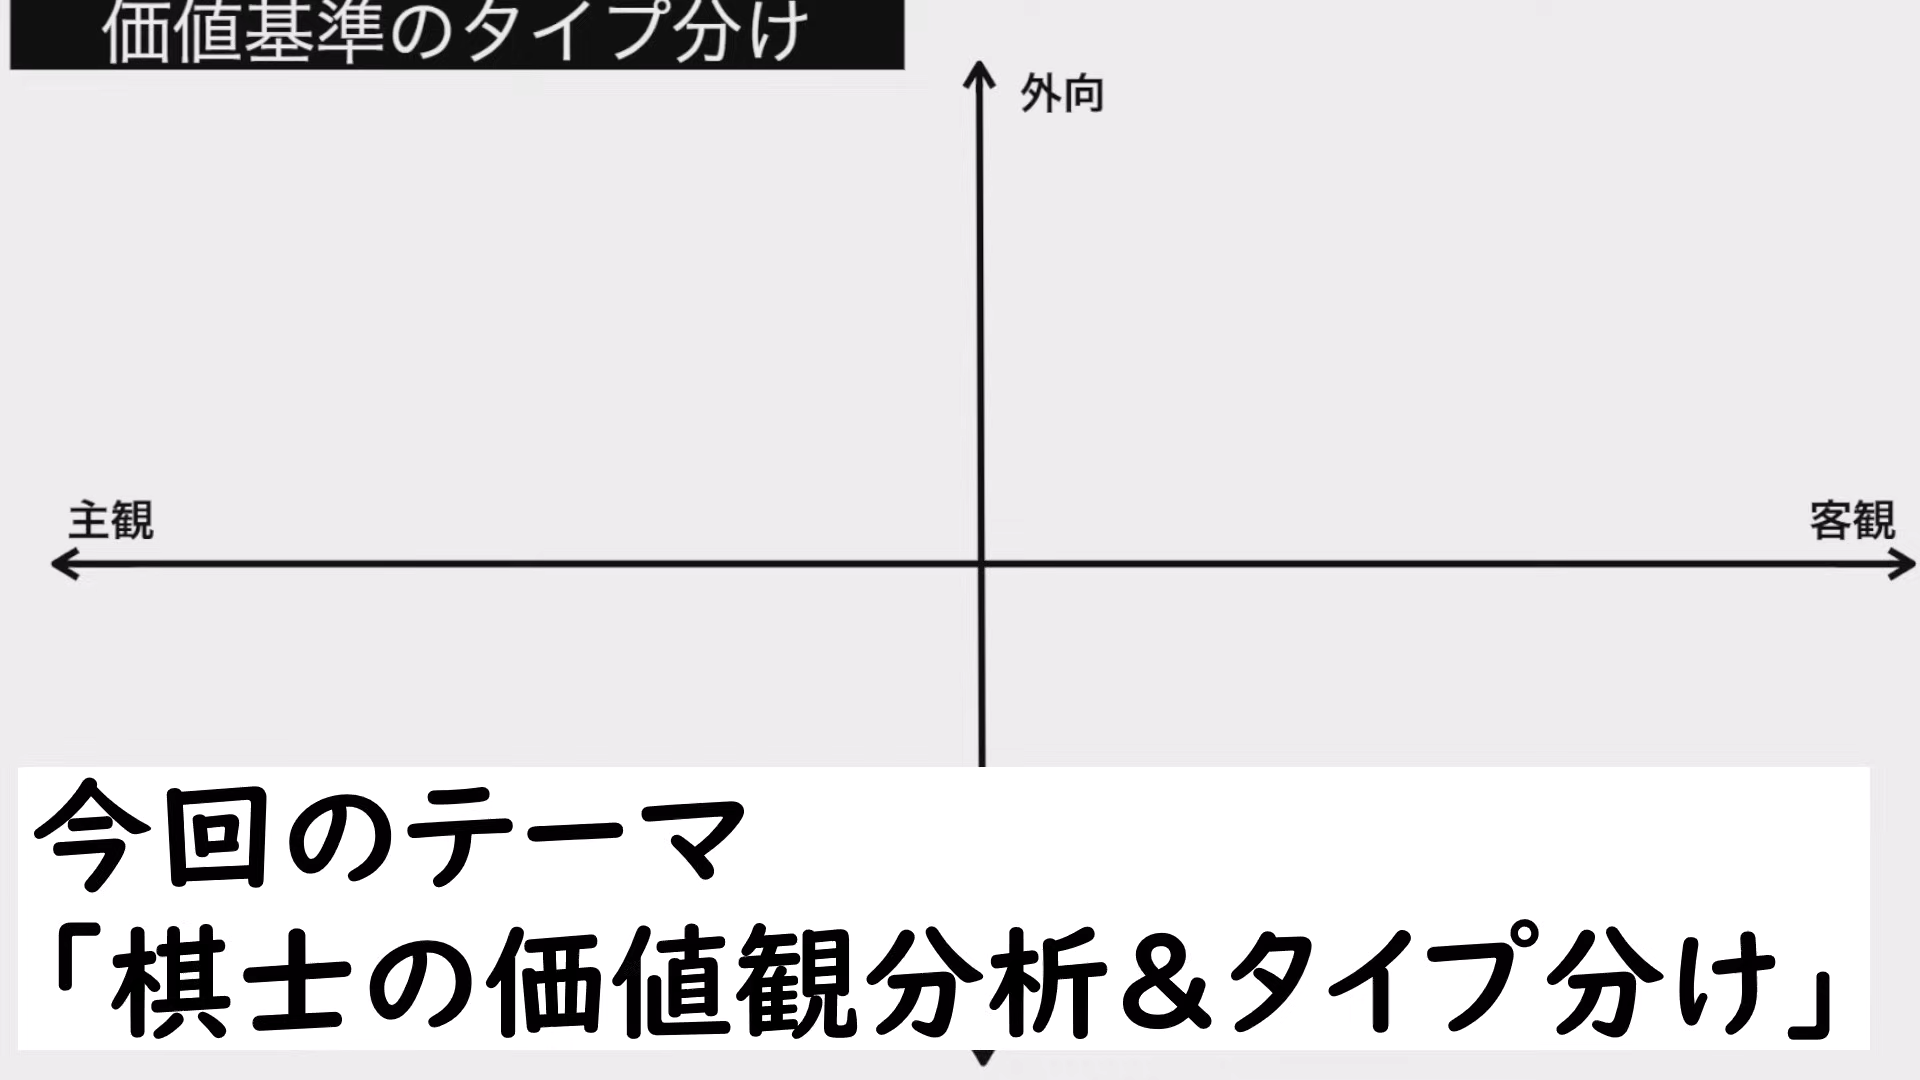 価値基準のタイプ分け
外向
主観
客観
今回のテーマ
「棋士の価値観分析&タイプ分け」